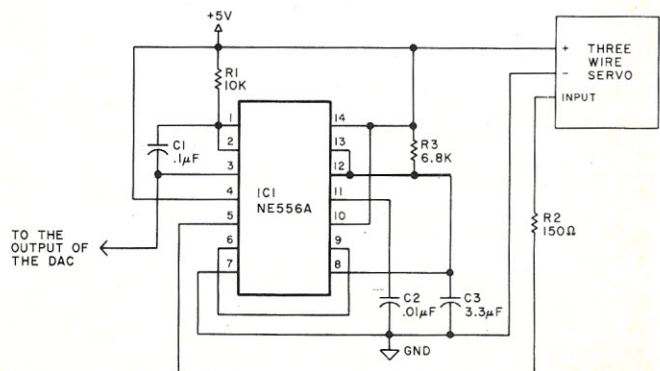 +5V
R1
10K
+ THREE
WIRE
- SERVO
INPUT
C1
.1µF
1
2
3
4
5
6
7
14
13
12
11
10
9
8
IC1
NE556A
R3
6.8K
R2
150Ω
TO THE
OUTPUT OF
THE DAC
C2
.01µF
C3
3.3µF
GND